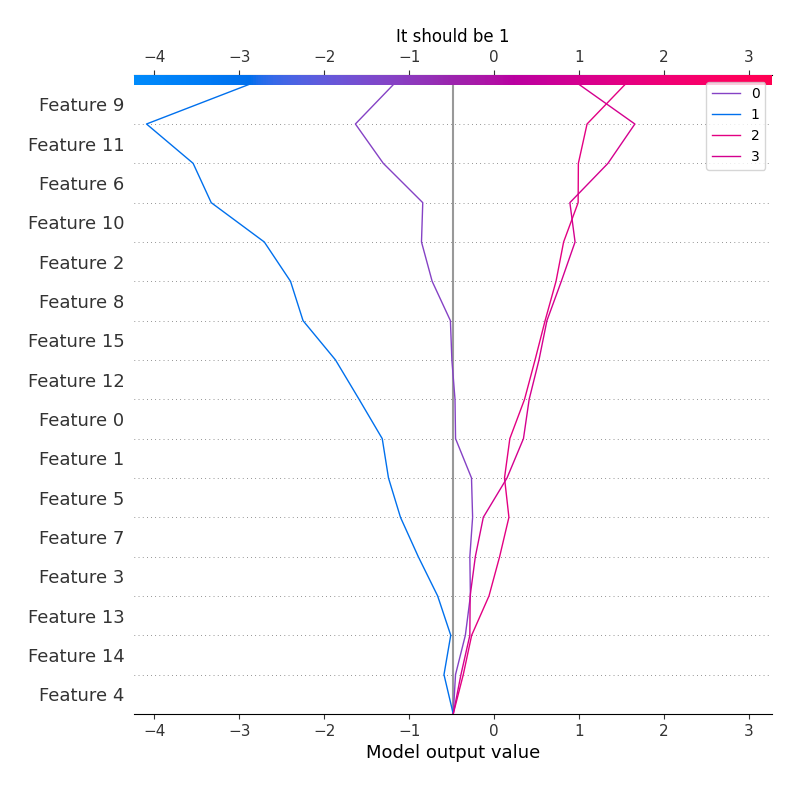 It should be 1
−4 −3 −2 −1 0 1 2 3
0
1
2
3
Feature 9
Feature 11
Feature 6
Feature 10
Feature 2
Feature 8
Feature 15
Feature 12
Feature 0
Feature 1
Feature 5
Feature 7
Feature 3
Feature 13
Feature 14
Feature 4
−4 −3 −2 −1 0 1 2 3
Model output value